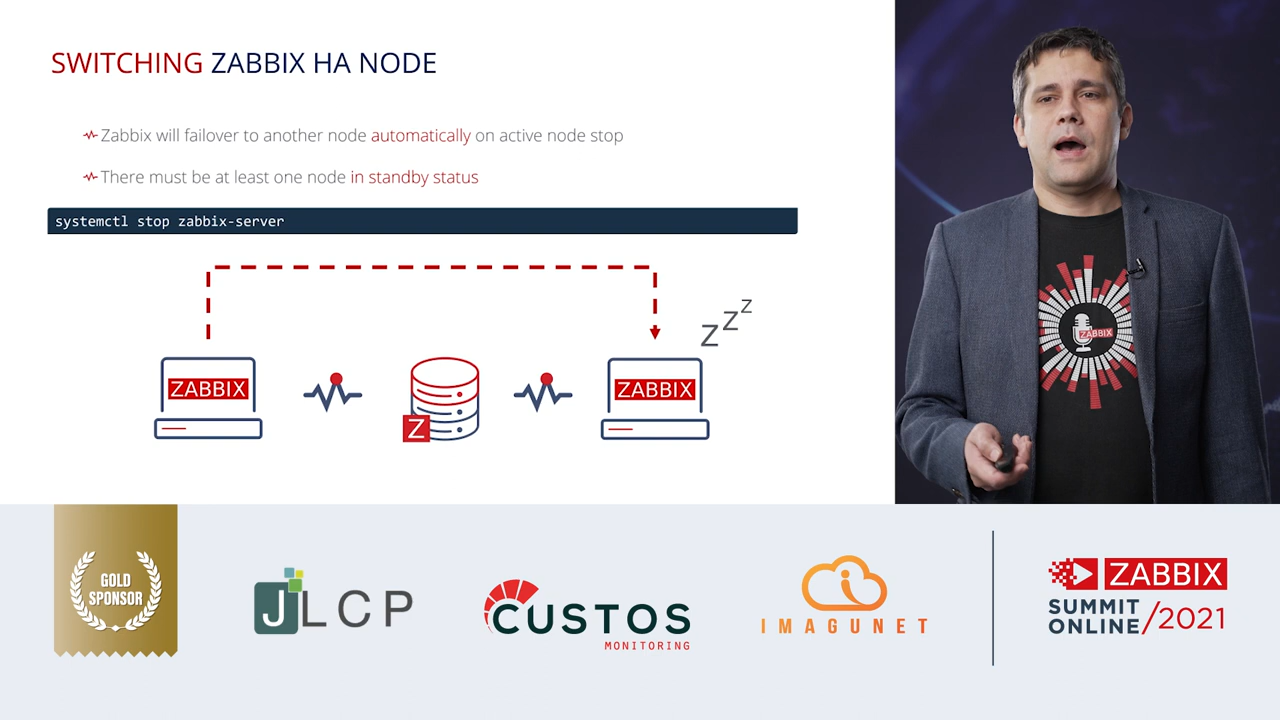 SWITCHING ZABBIX HA NODE
Zabbix will failover to another node automatically on active node stop
There must be at least one node in standby status
systemctl stop zabbix-server
Z Z Z
ZABBIX
Z
ZABBIX
ZABBIX
GOLD
SPONSOR
JLCP
CUSTOS
MONITORING
IMAGUNET
ZABBIX
SUMMIT
ONLINE/2021